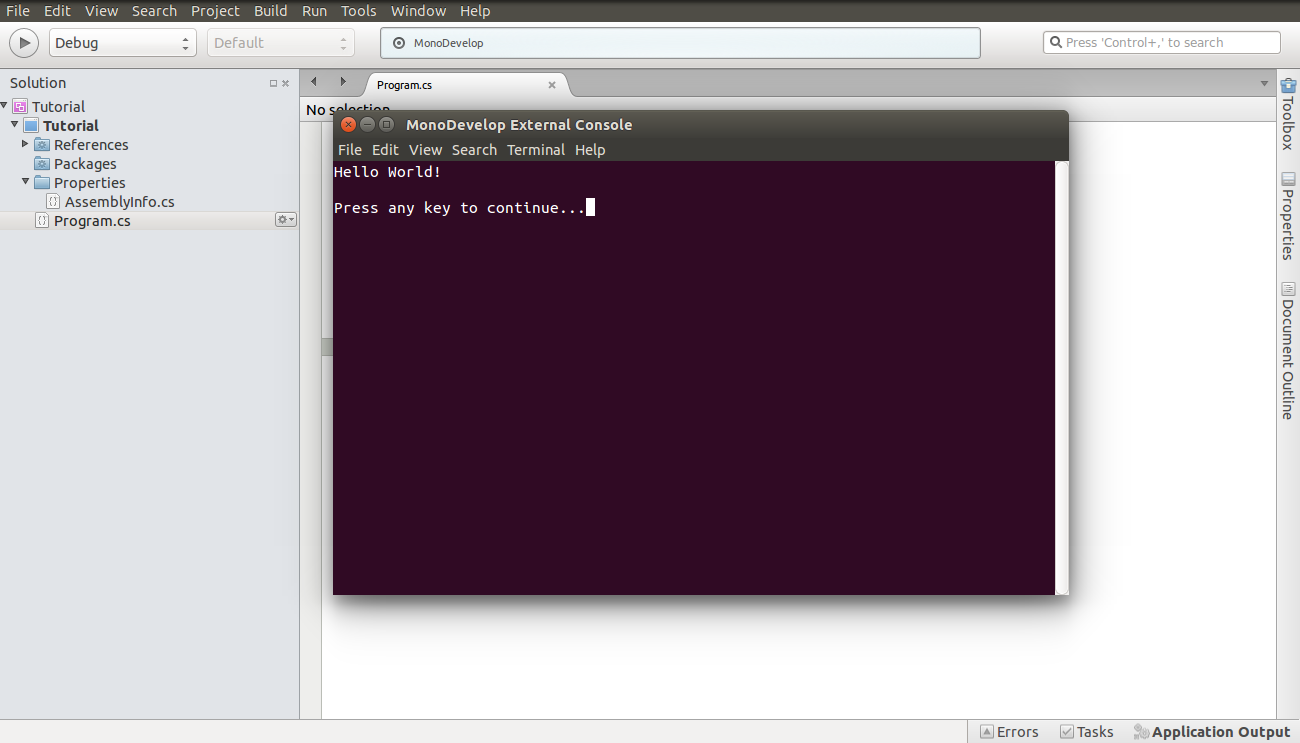 File Edit View Search Project Build Run Tools Window Help
Debug Default MonoDevelop Press 'Control+,' to search
Solution
Tutorial
Tutorial
References
Packages
Properties
AssemblyInfo.cs
Program.cs
Program.cs
No selection
MonoDevelop External Console
File Edit View Search Terminal Help
Hello World!
Press any key to continue...
Toolbox
Properties
Document Outline
Errors Tasks Application Output